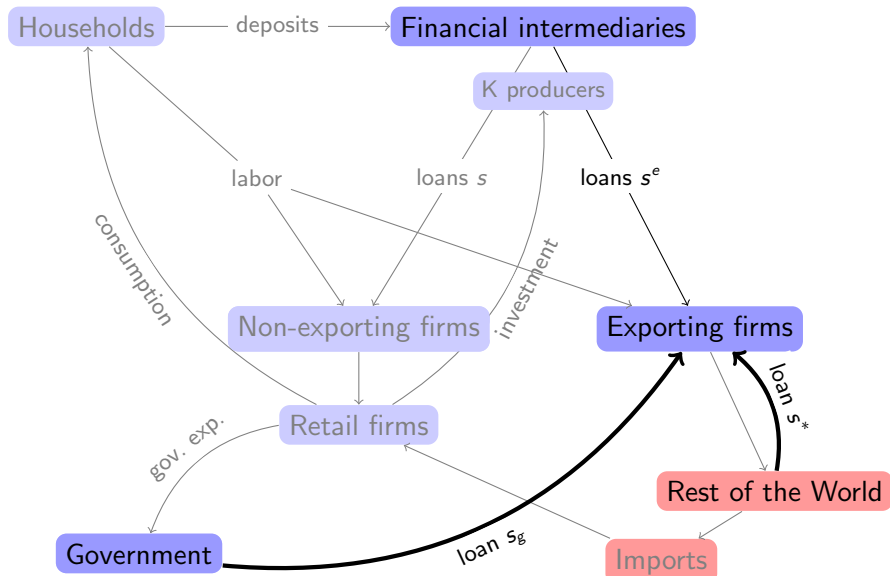 Households
deposits
Financial intermediaries
K producers
labor
loans s
loans s^e
consumption
investment
Non-exporting firms
Exporting firms
loan s*
Retail firms
gov. exp.
Rest of the World
Government
loan s_g
Imports